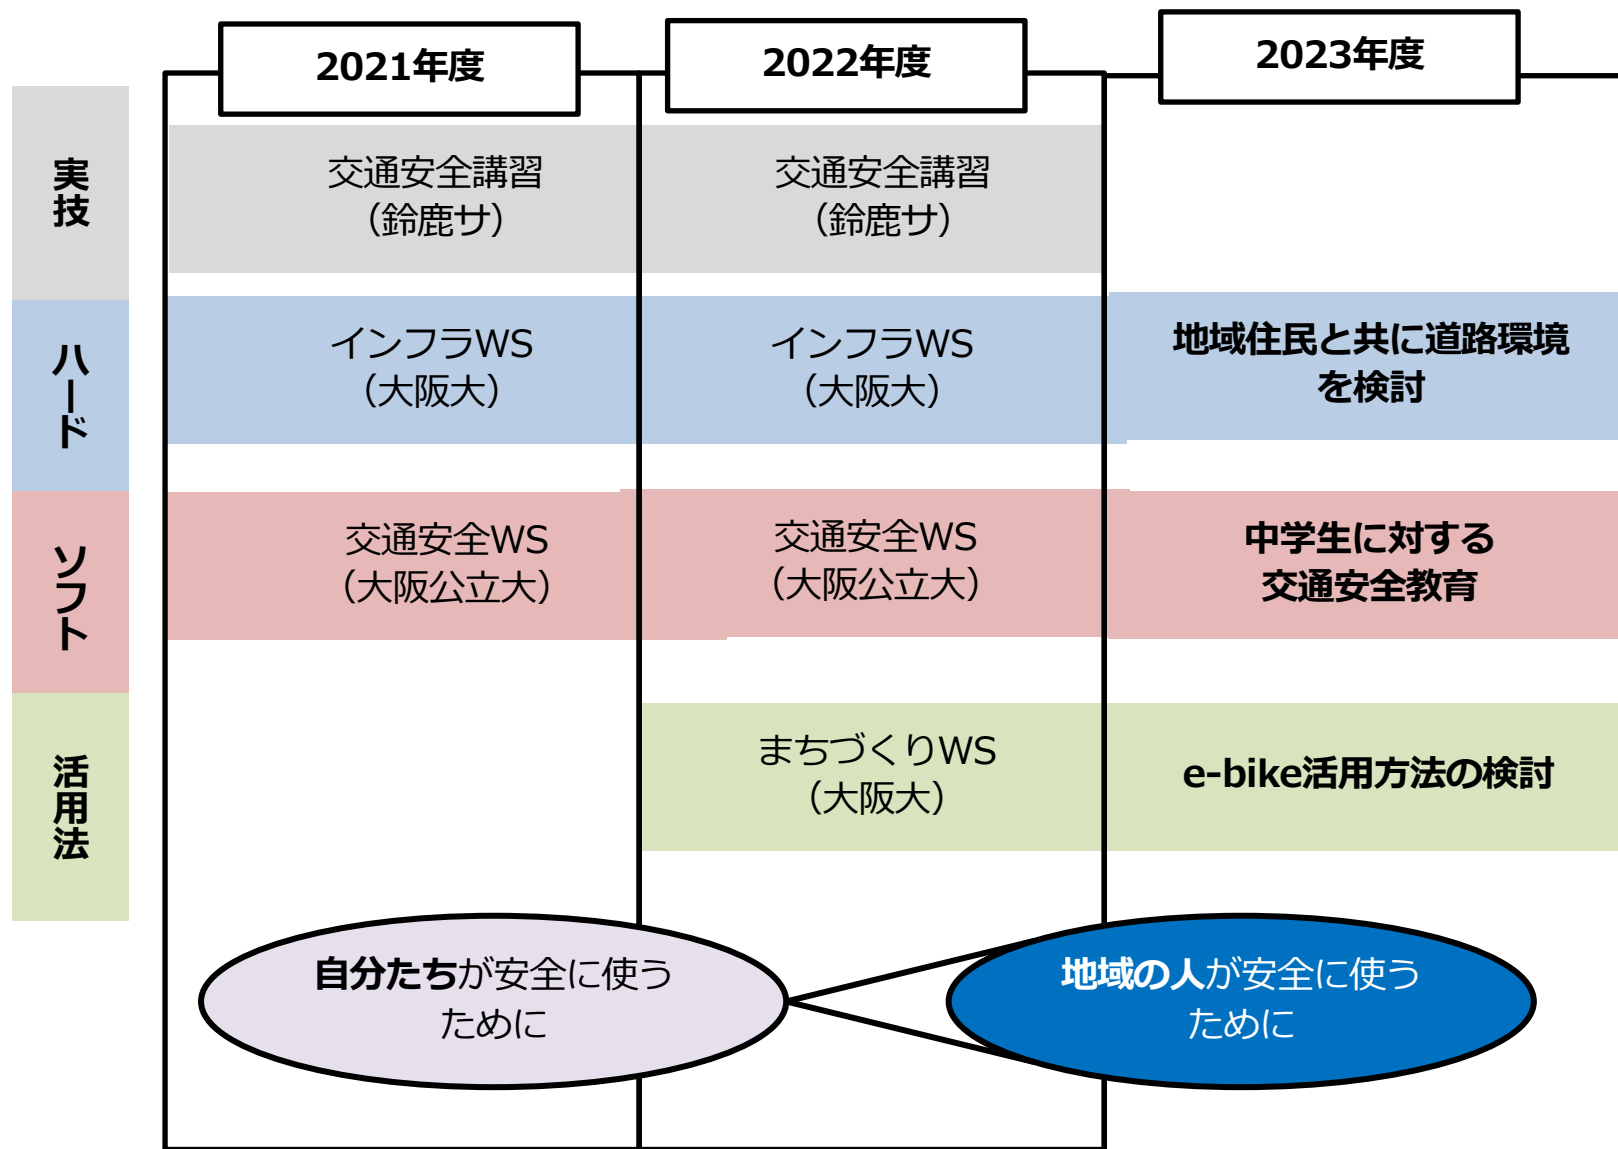 2021年度
2022年度
2023年度
実技
交通安全講習
（鈴鹿サ）
交通安全講習
（鈴鹿サ）
ハード
インフラWS
（大阪大）
インフラWS
（大阪大）
地域住民と共に道路環境
を検討
ソフト
交通安全WS
（大阪公立大）
交通安全WS
（大阪公立大）
中学生に対する
交通安全教育
活用法
まちづくりWS
（大阪大）
e-bike活用方法の検討
自分たちが安全に使う
ために
地域の人が安全に使う
ために